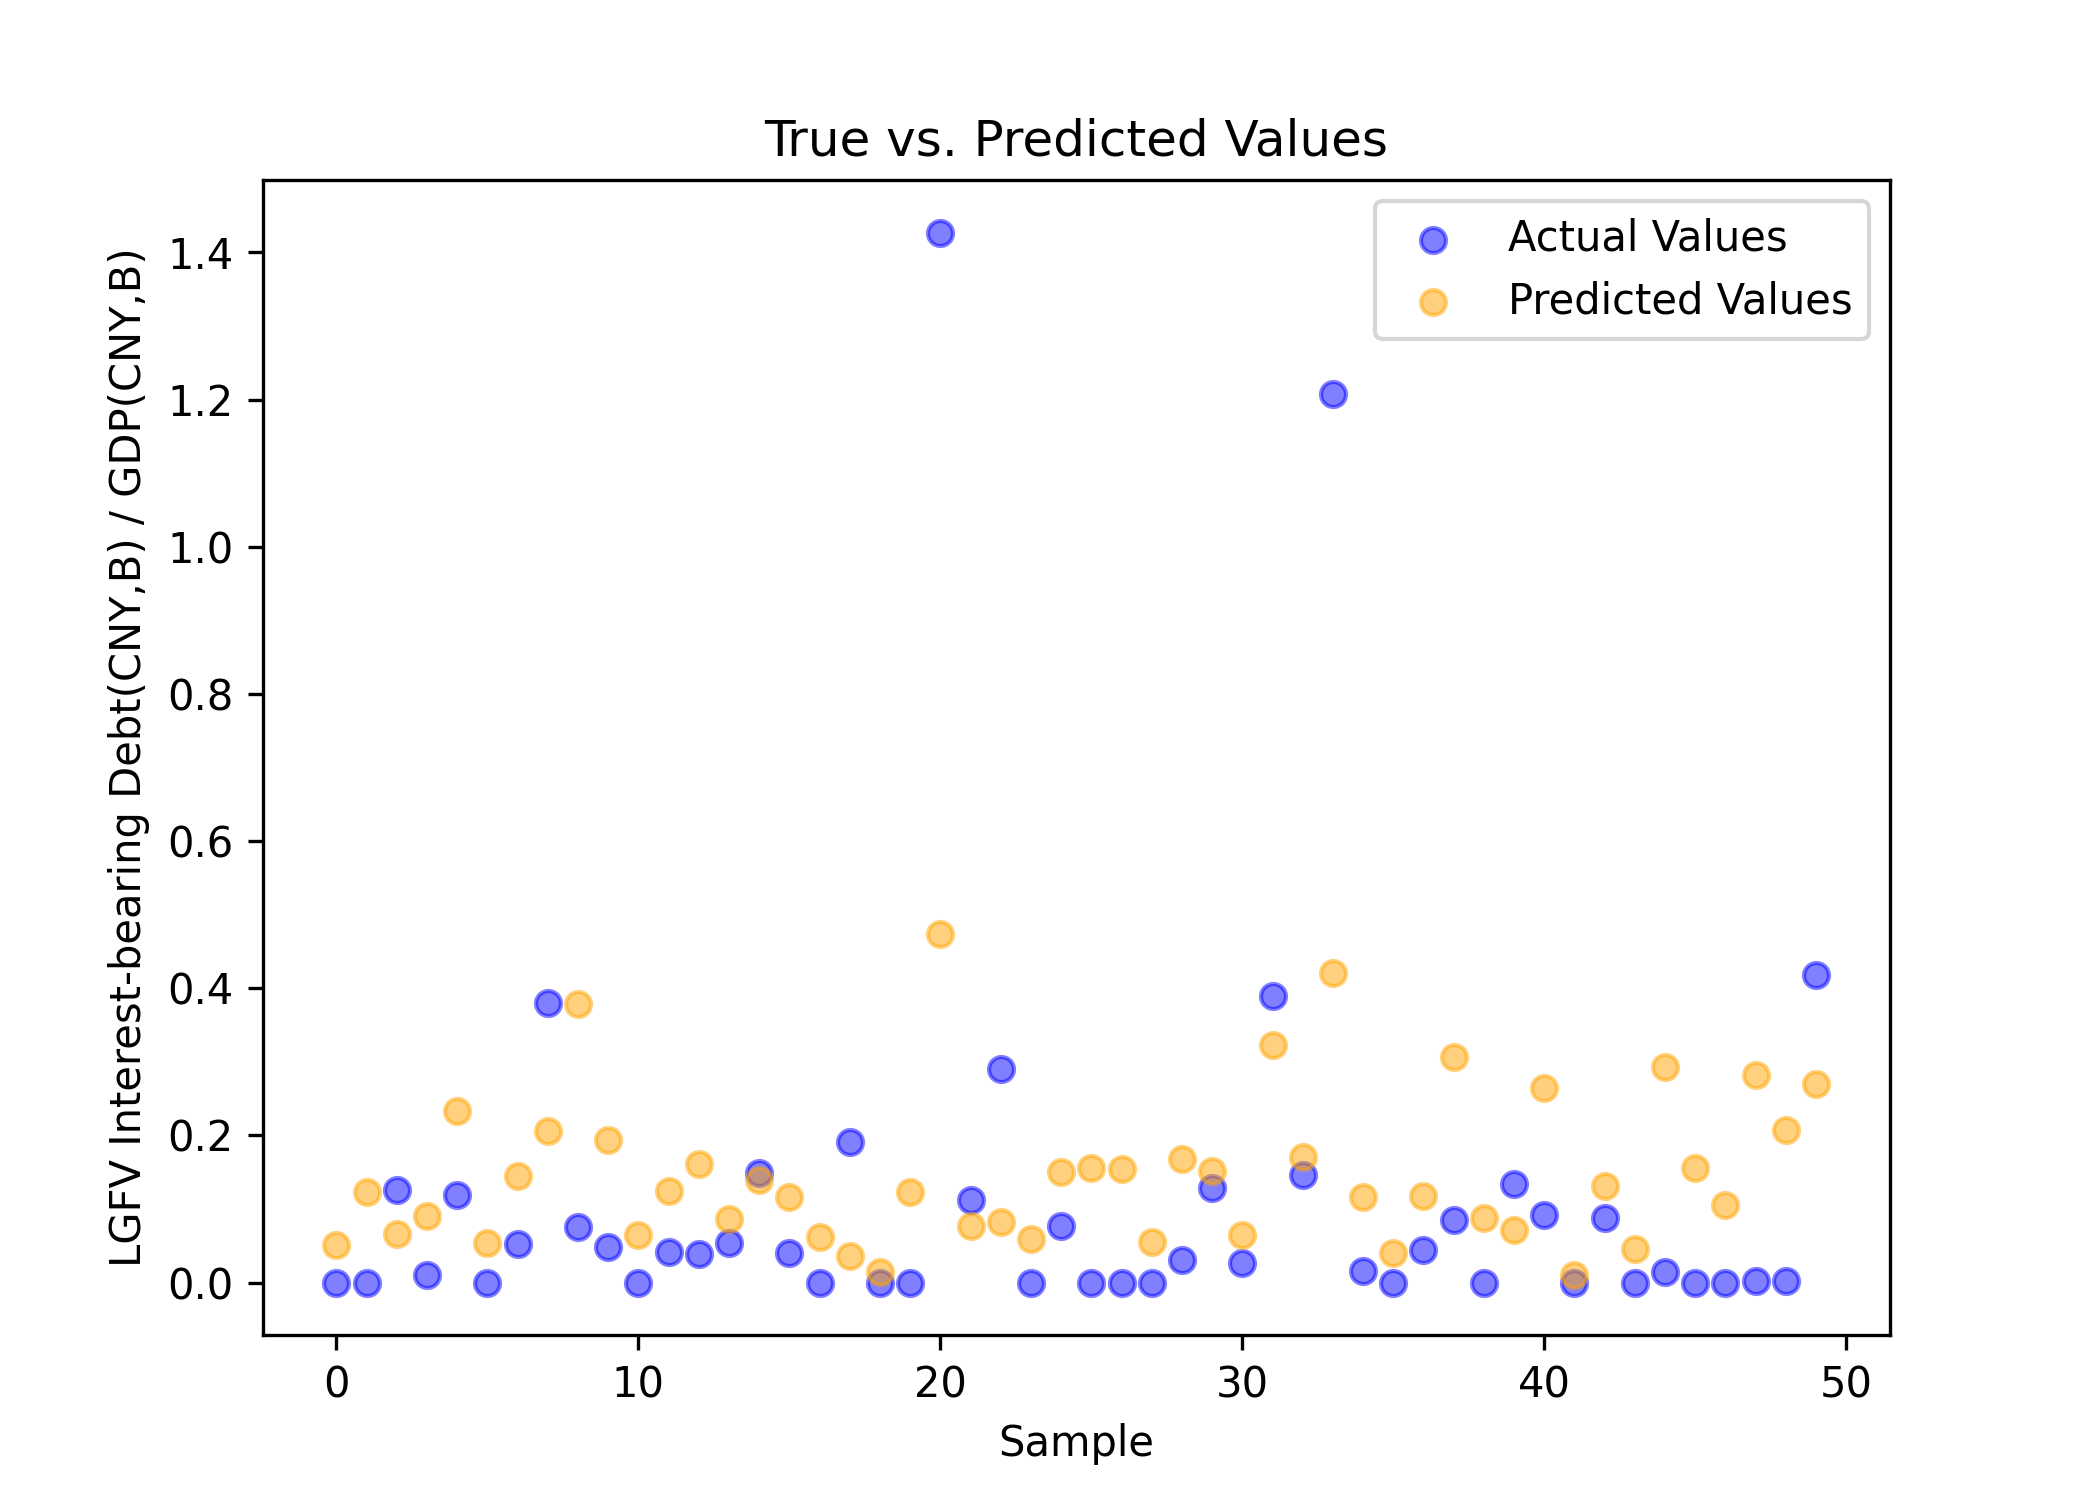 True vs. Predicted Values
Actual Values
Predicted Values
LGFV Interest-bearing Debt(CNY,B) / GDP(CNY,B)
1.4
1.2
1.0
0.8
0.6
0.4
0.2
0.0
0 10 20 30 40 50
Sample